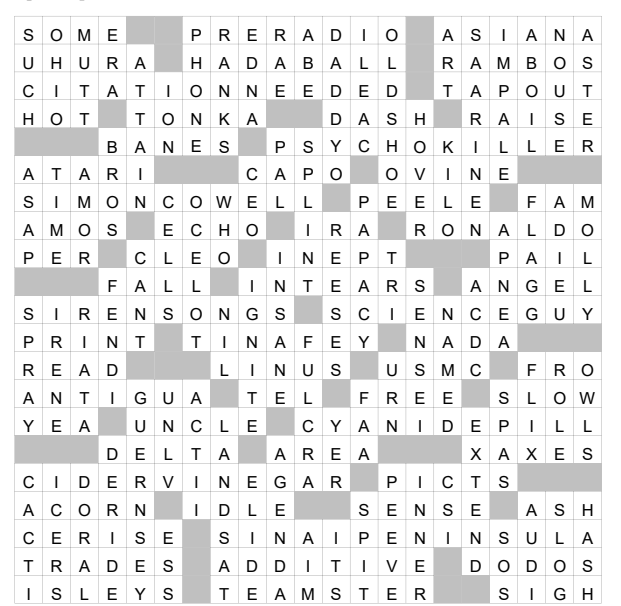 SOME PRERADIO ASIANA
UHURA HADABALL RAMBOS
CITATIONNEEDED TAPOUT
HOT TONKA DASH RAISE
BANES PSYCHOKILLER
ATARI CAPO OVINE
SIMONCOWELL PEELE FAM
AMOS ECHO IRA RONALDO
PER CLEO INEPT PAIL
FALL INTEARS ANGEL
SIRENSONGS SCIENCEGUY
PRINT TINAFEY NADA
READ LINUS USMC FRO
ANTIGUA TEL FREE SLOW
YEA UNCLE CYANIDEPILL
DELTA AREA XAXES
CIDERVINEGAR PICTS
ACORN IDLE SENSE ASH
CERISE SINAIPENINSULA
TRADES ADDITIVE DODOS
ISLEYS TEAMSTER SIGH